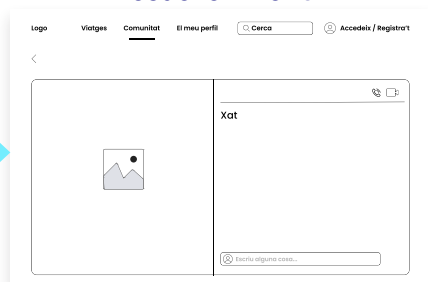 Logo Viatges Comunitat El meu perfil Cerca Accedeix / Registra't
Xat
Escriu alguna cosa...